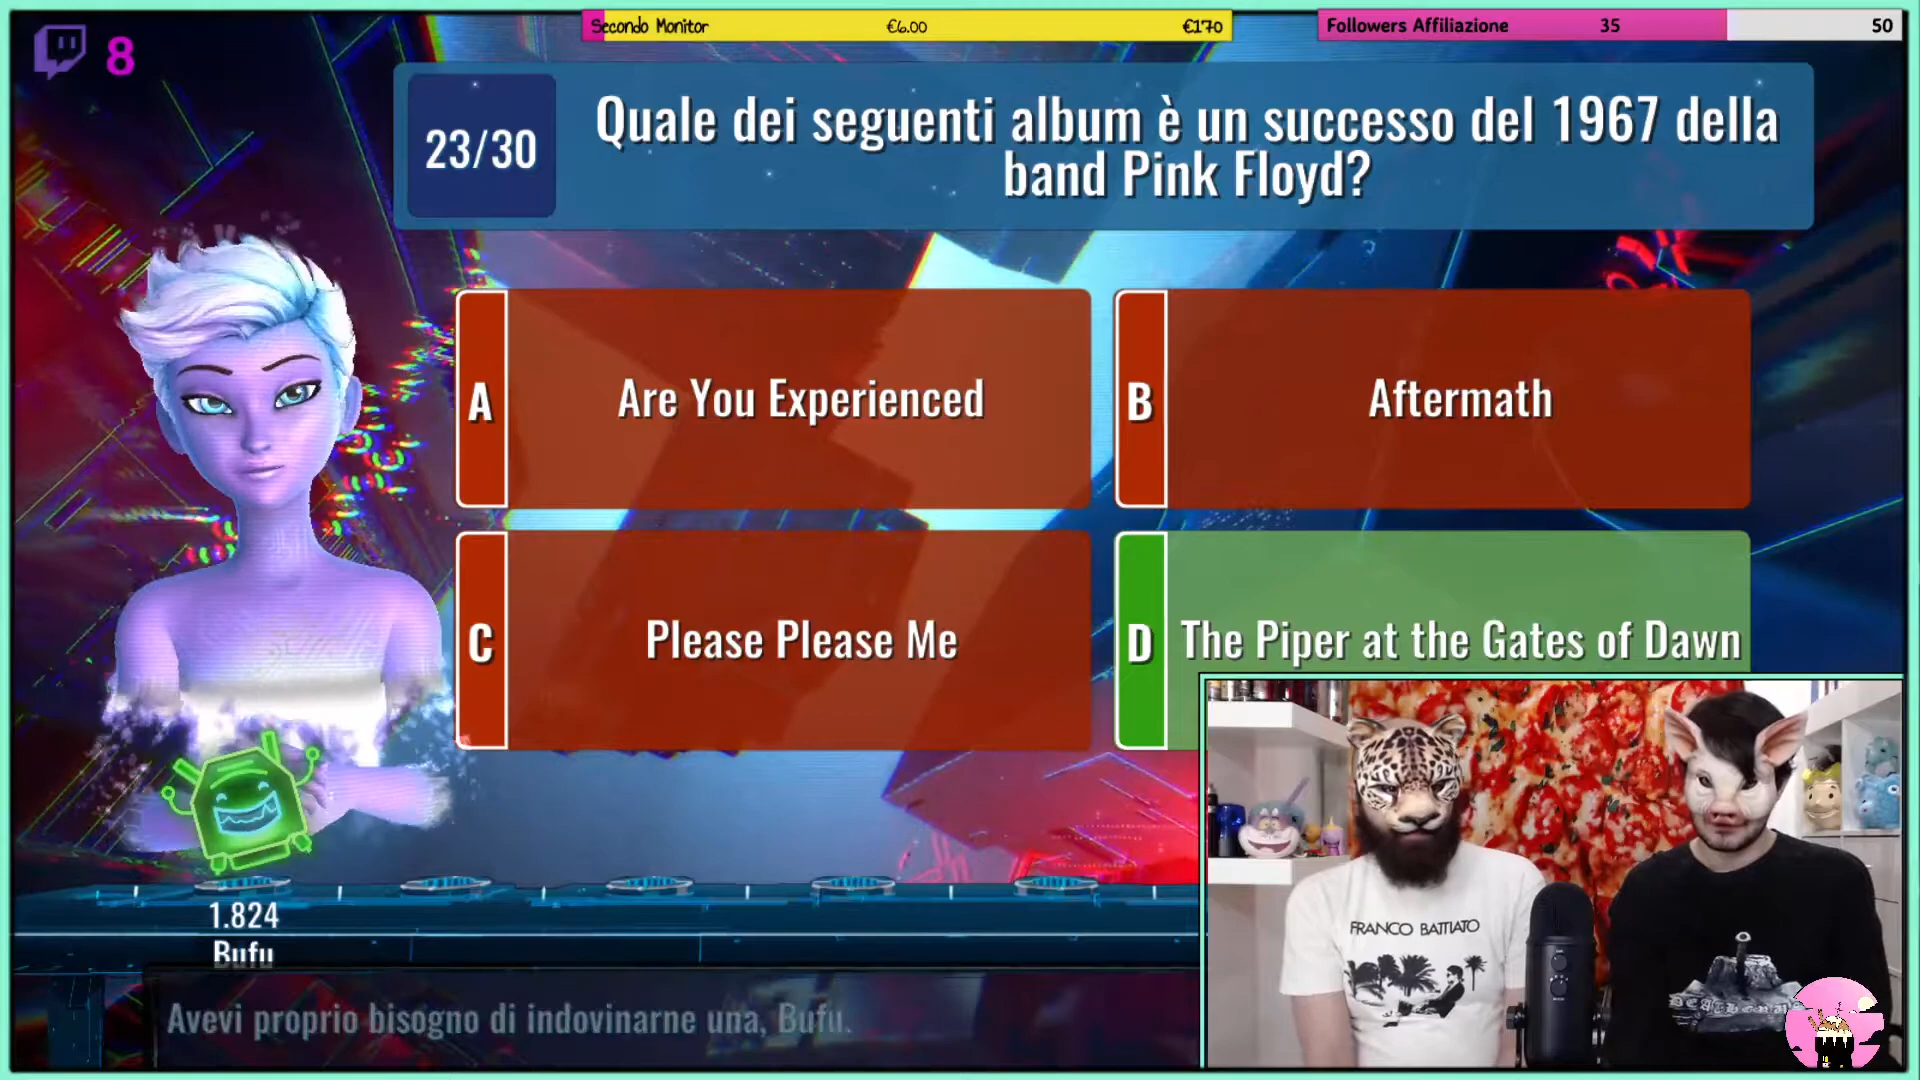 8
Secondo Monitor
€6.00
€170
Followers Affiliazione
35
50
23/30
Quale dei seguenti album è un successo del 1967 della
band Pink Floyd?
A
Are You Experienced
B
Aftermath
C
Please Please Me
D
The Piper at the Gates of Dawn
1.824
Bufu
Avevi proprio bisogno di indovinarne una, Bufu.
FRANCO BATTIATO